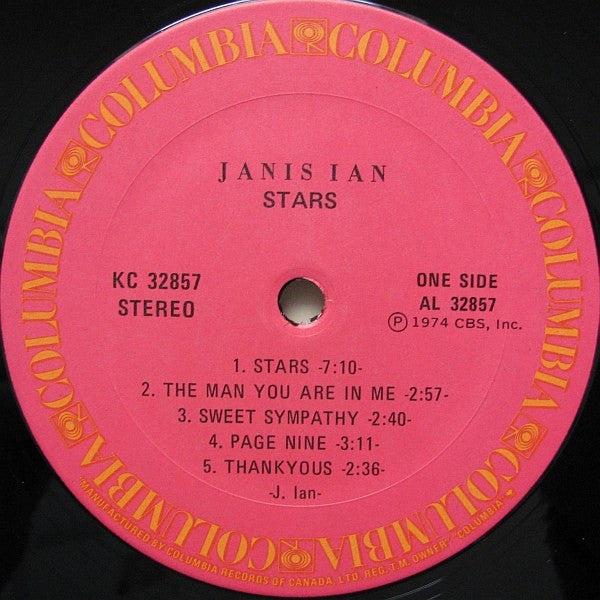 COLUMBIA COLUMBIA COLUMBIA COLUMBIA COLUMBIA COLUMBIA
JANIS IAN
STARS
KC 32857
STEREO
ONE SIDE
AL 32857
Ⓟ 1974 CBS, Inc.
1. STARS -7:10-
2. THE MAN YOU ARE IN ME -2:57-
3. SWEET SYMPATHY -2:40-
4. PAGE NINE -3:11-
5. THANKYOUS -2:36-
-J. Ian-
"MANUFACTURED BY COLUMBIA RECORDS OF CANADA, LTD. REG. T.M. OWNER" "COLUMBIA"